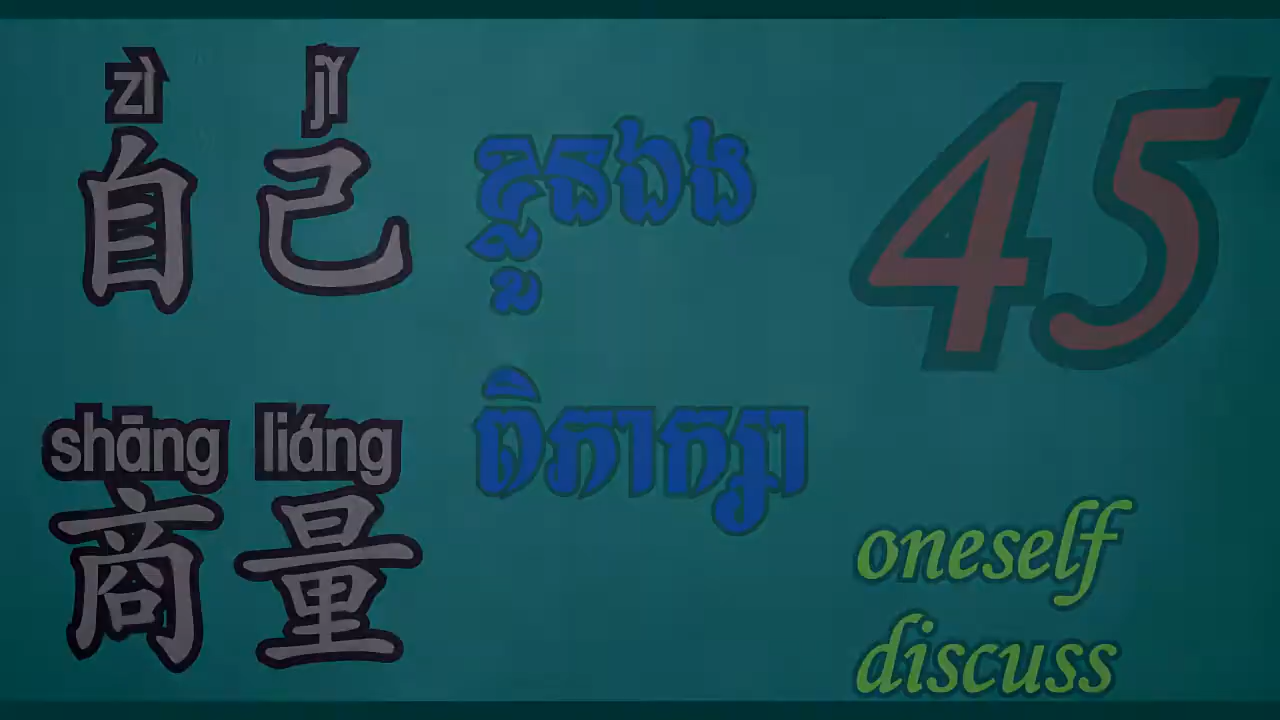 zì jǐ
自己
ខ្លួនឯង
45
shāng liáng
商量
ពិភាក្សា
oneself
discuss